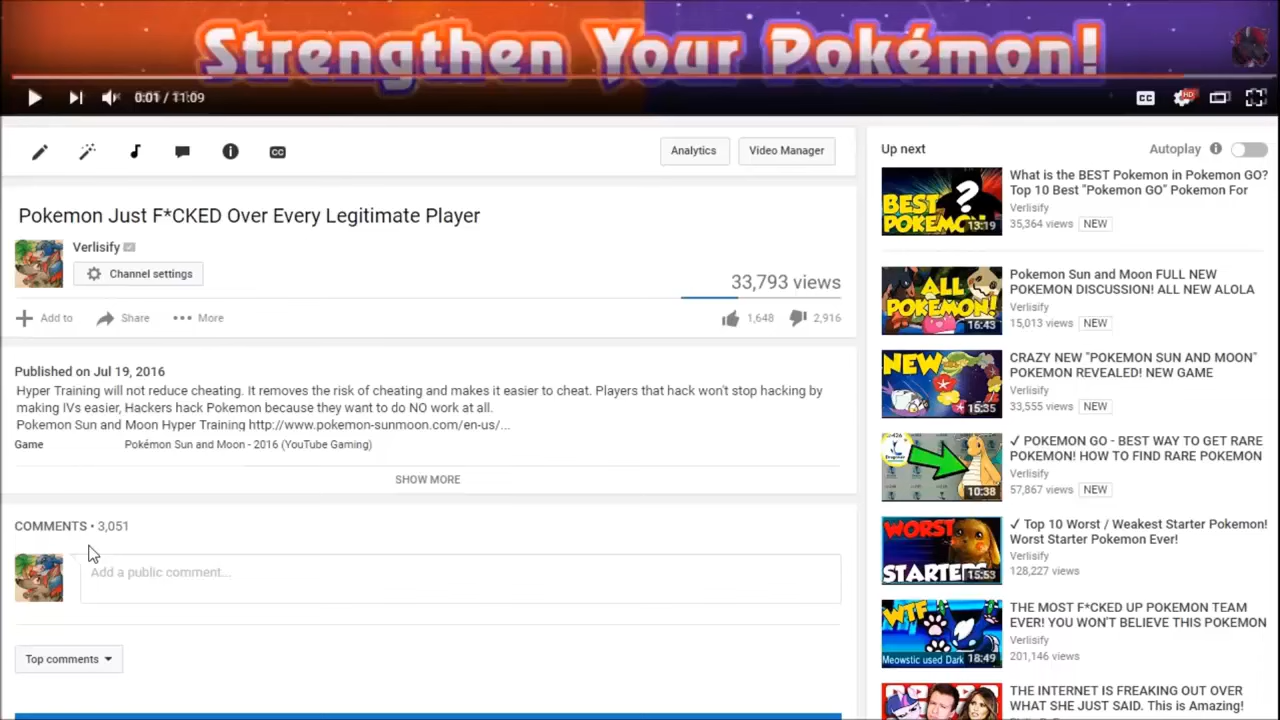 Strengthen Your Pokémon!
0:01 / 11:09
CC
HD
CC
Analytics
Video Manager
Pokemon Just F*CKED Over Every Legitimate Player
Verlisify
Channel settings
33,793 views
Add to
Share
More
1,648
2,916
Published on Jul 19, 2016
Hyper Training will not reduce cheating. It removes the risk of cheating and makes it easier to cheat. Players that hack won't stop hacking by
making IVs easier, Hackers hack Pokemon because they want to do NO work at all.
Pokemon Sun and Moon Hyper Training http://www.pokemon-sunmoon.com/en-us/...
Game Pokémon Sun and Moon - 2016 (YouTube Gaming)
SHOW MORE
COMMENTS • 3,051
Add a public comment...
Top comments
Up next
Autoplay
BEST
POKEMON
?
13:19
What is the BEST Pokemon in Pokemon GO?
Top 10 Best "Pokemon GO" Pokemon For
Verlisify
35,364 views NEW
ALL
POKEMON!
16:43
Pokemon Sun and Moon FULL NEW
POKEMON DISCUSSION! ALL NEW ALOLA
Verlisify
15,013 views NEW
NEW
15:35
CRAZY NEW "POKEMON SUN AND MOON"
POKEMON REVEALED! NEW GAME
Verlisify
33,555 views NEW
10:38
✓ POKEMON GO - BEST WAY TO GET RARE
POKEMON! HOW TO FIND RARE POKEMON
Verlisify
57,867 views NEW
WORST
STARTER
15:53
✓ Top 10 Worst / Weakest Starter Pokemon!
Worst Starter Pokemon Ever!
Verlisify
128,227 views
WTF
Meowstic used Dark
18:49
THE MOST F*CKED UP POKEMON TEAM
EVER! YOU WON'T BELIEVE THIS POKEMON
Verlisify
201,146 views
THE INTERNET IS FREAKING OUT OVER
WHAT SHE JUST SAID. This is Amazing!